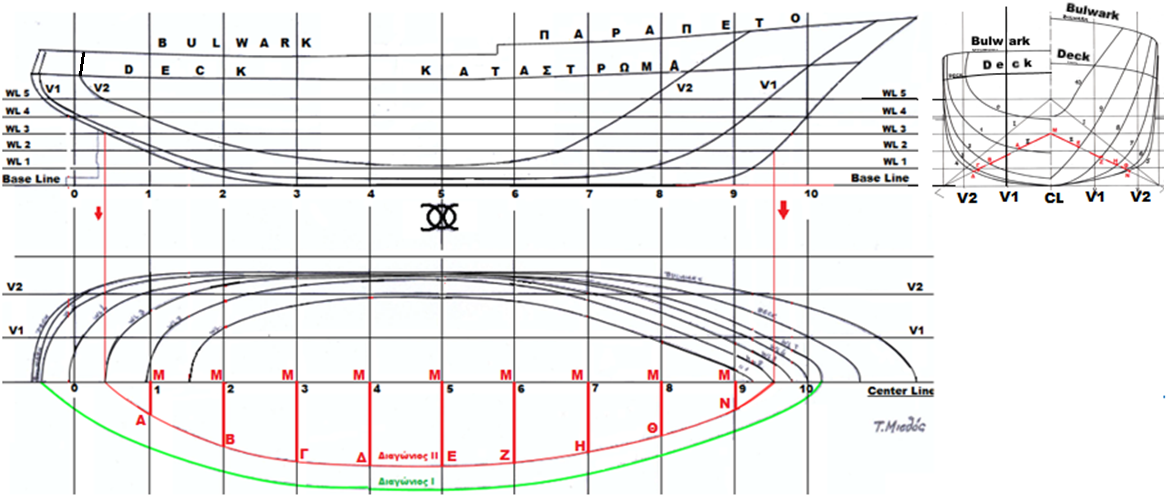 B U L W A R K
Π Α Ρ Α Π Ε Τ Ο
D E C K
Κ Α Τ Α Σ Τ Ρ Ω Μ Α
V1 V2 V2 V1
WL 5 WL 5
WL 4 WL 4
WL 3 WL 3
WL 2 WL 2
WL 1 WL 1
Base Line Base Line
0 1 2 3 4 5 6 7 8 9 10
Bulwark
Bulwark
Deck
Deck
V2 V1 CL V1 V2
V2 V2
V1 V1
M M M M M M M M M
0 1 2 3 4 5 6 7 8 9 10
Center Line
Α Β Γ Δ Ε Ζ Η Θ Ν
Διαγώνιος ΙΙ
Διαγώνιος Ι
Τ. Μισθός